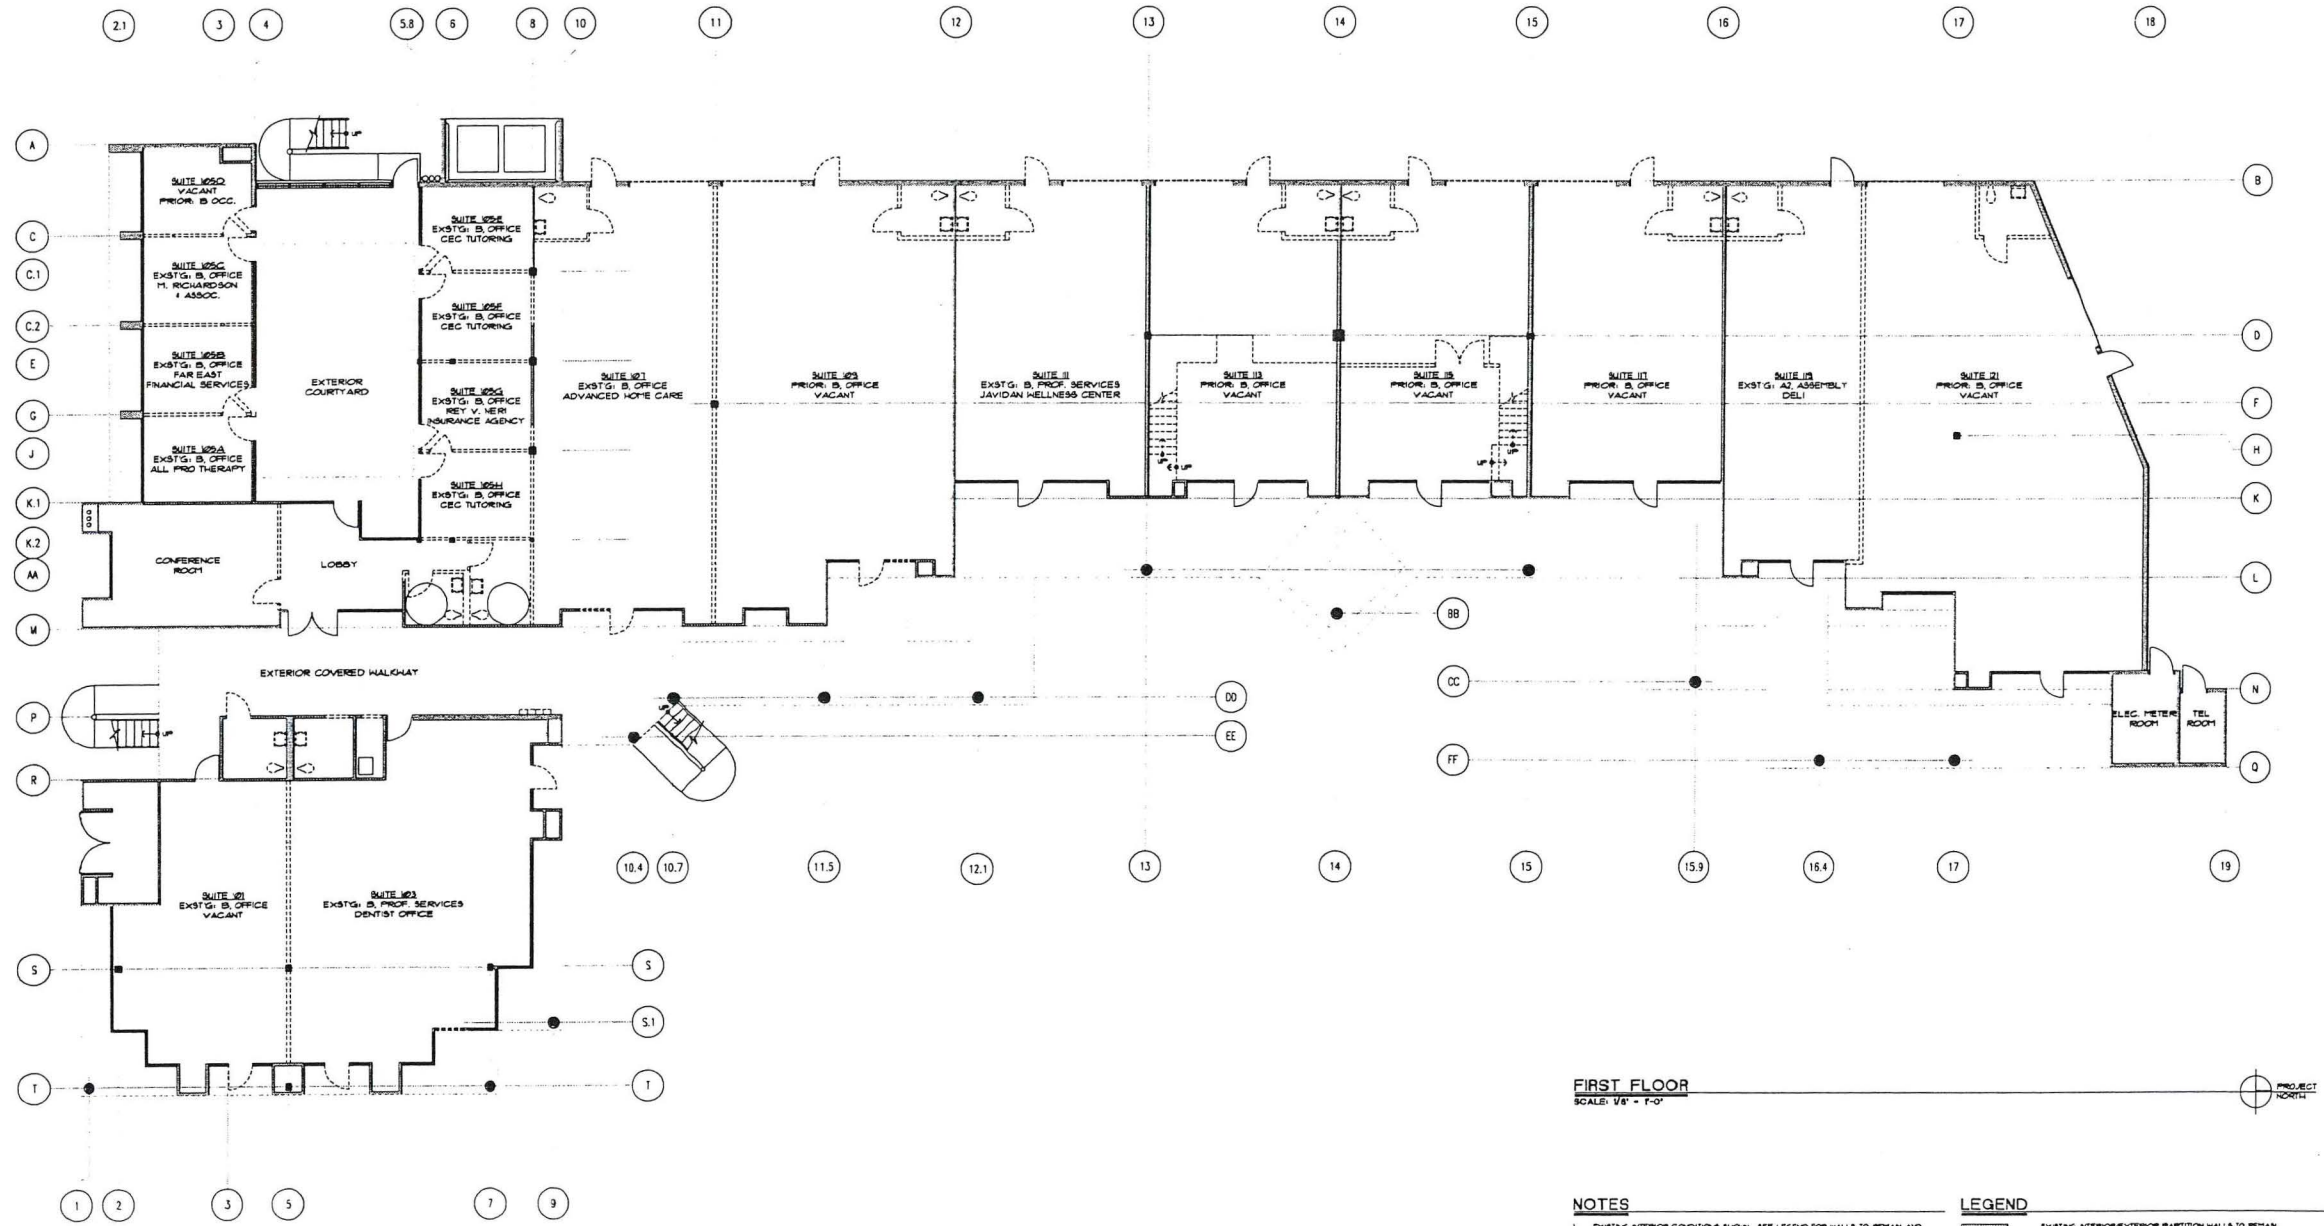 2.1 3 4 5.8 6 8 10 11 12 13 14 15 16 17 18
A
B
C
C.1
C.2
D
E
F
G
H
J
K.1
K
K.2
AA
L
M
N
P
Q
R
S
S
S.1
T
T
BB
CC
DD
EE
FF
UP
SUITE 105D
VACANT
PRIOR: B OCC.
SUITE 105C
EXST'G: B, OFFICE
M. RICHARDSON
& ASSOC.
SUITE 105B
EXST'G: B, OFFICE
FAR EAST
FINANCIAL SERVICES
SUITE 105A
EXST'G: B, OFFICE
ALL PRO THERAPY
EXTERIOR
COURTYARD
SUITE 105E
EXST'G: B, OFFICE
CEC TUTORING
SUITE 105F
EXST'G: B, OFFICE
CEC TUTORING
SUITE 105G
EXST'G: B, OFFICE
REY V. NERI
INSURANCE AGENCY
SUITE 105H
EXST'G: B, OFFICE
CEC TUTORING
SUITE 107
EXST'G: B, OFFICE
ADVANCED HOME CARE
SUITE 109
PRIOR: B, OFFICE
VACANT
SUITE 111
EXST'G: B, PROF. SERVICES
JAVIDAN WELLNESS CENTER
SUITE 113
PRIOR: B, OFFICE
VACANT
UP
UP
SUITE 115
PRIOR: B, OFFICE
VACANT
UP
UP
SUITE 117
PRIOR: B, OFFICE
VACANT
SUITE 119
EXST'G: A2, ASSEMBLY
DELI
SUITE 121
PRIOR: B, OFFICE
VACANT
CONFERENCE
ROOM
LOBBY
EXTERIOR COVERED WALKWAY
UP
UP
ELEC. METER
ROOM
TEL
ROOM
SUITE 101
EXST'G: B, OFFICE
VACANT
SUITE 103
EXST'G: B, PROF. SERVICES
DENTIST OFFICE
10.4 10.7 11.5 12.1 13 14 15 15.9 16.4 17 19
1 2 3 5 7 9
FIRST FLOOR
SCALE: 1/8" = 1'-0"
PROJECT
NORTH
NOTES
LEGEND